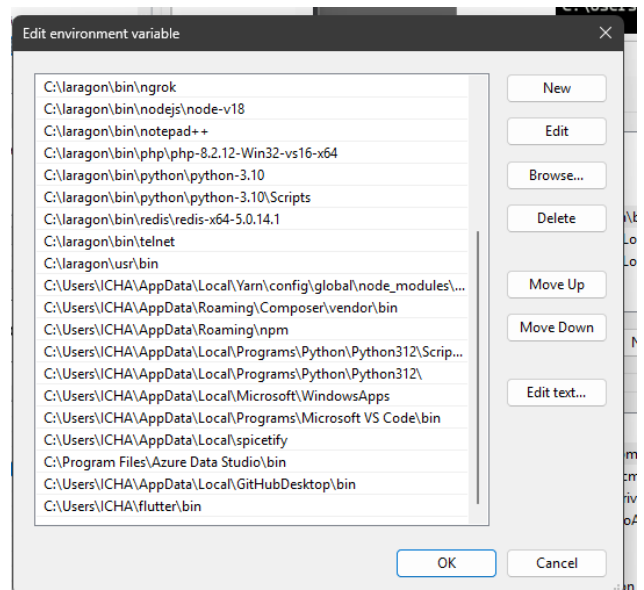 Edit environment variable
C:\laragon\bin\ngrok
C:\laragon\bin\nodejs\node-v18
C:\laragon\bin\notepad++
C:\laragon\bin\php\php-8.2.12-Win32-vs16-x64
C:\laragon\bin\python\python-3.10
C:\laragon\bin\python\python-3.10\Scripts
C:\laragon\bin\redis\redis-x64-5.0.14.1
C:\laragon\bin\telnet
C:\laragon\usr\bin
C:\Users\ICHA\AppData\Local\Yarn\config\global\node_modules\...
C:\Users\ICHA\AppData\Roaming\Composer\vendor\bin
C:\Users\ICHA\AppData\Roaming\npm
C:\Users\ICHA\AppData\Local\Programs\Python\Python312\Scrip...
C:\Users\ICHA\AppData\Local\Programs\Python\Python312\
C:\Users\ICHA\AppData\Local\Microsoft\WindowsApps
C:\Users\ICHA\AppData\Local\Programs\Microsoft VS Code\bin
C:\Users\ICHA\AppData\Local\spicetify
C:\Program Files\Azure Data Studio\bin
C:\Users\ICHA\AppData\Local\GitHubDesktop\bin
C:\Users\ICHA\flutter\bin
New
Edit
Browse...
Delete
Move Up
Move Down
Edit text...
OK
Cancel